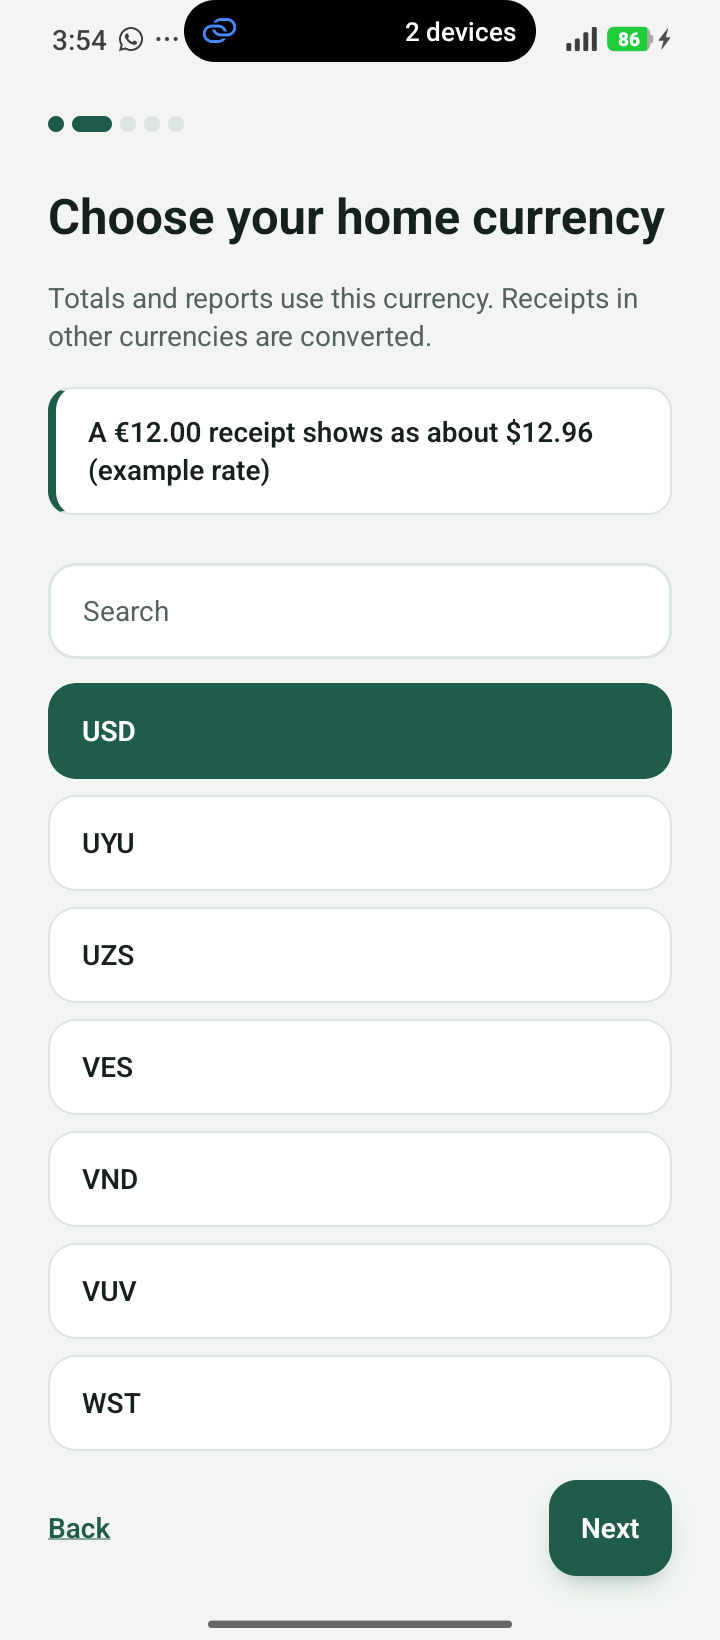 3:54 ... 2 devices 86
Choose your home currency
Totals and reports use this currency. Receipts in
other currencies are converted.
A €12.00 receipt shows as about $12.96
(example rate)
Search
USD
UYU
UZS
VES
VND
VUV
WST
Back Next